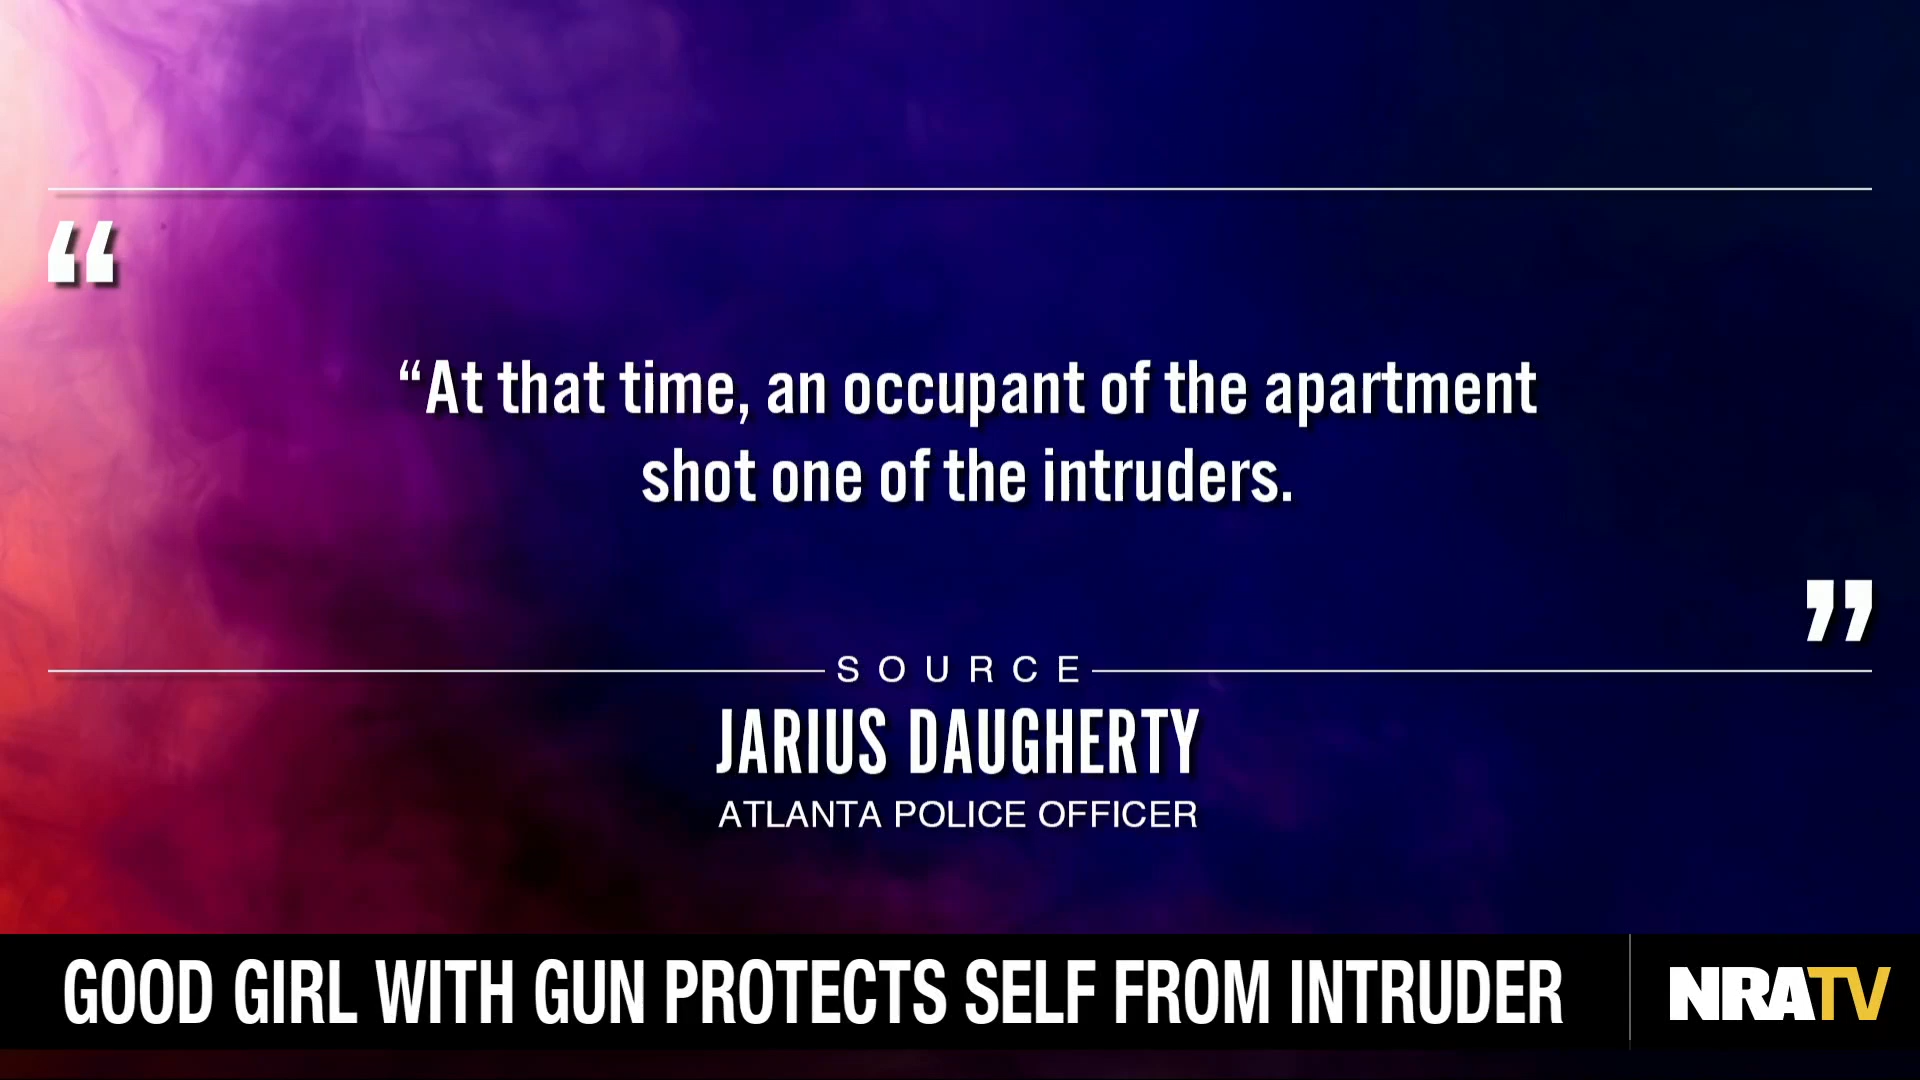 “
“At that time, an occupant of the apartment
shot one of the intruders.
”
SOURCE
JARIUS DAUGHERTY
ATLANTA POLICE OFFICER
GOOD GIRL WITH GUN PROTECTS SELF FROM INTRUDER
NRATV